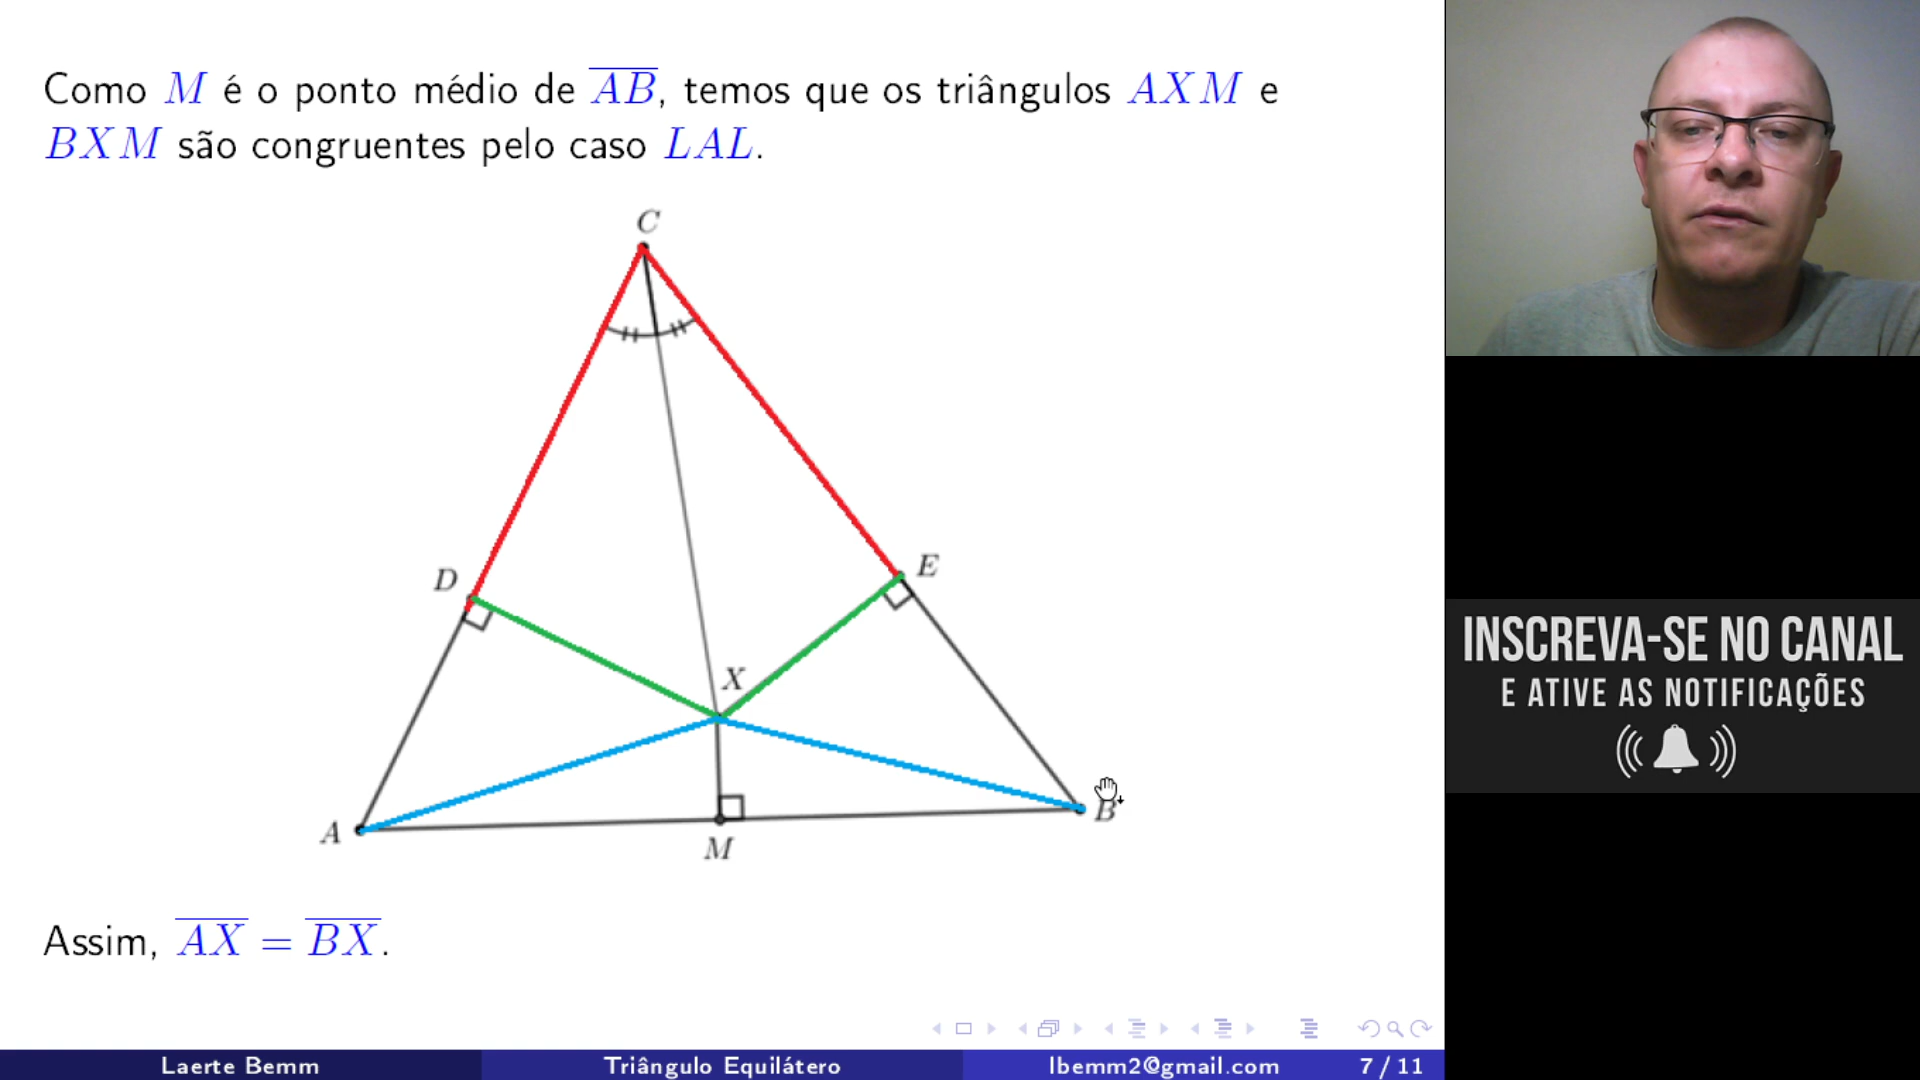 Como M é o ponto médio de AB, temos que os triângulos AXM e
BXM são congruentes pelo caso LAL.
C
D
E
X
A
M
B
Assim, AX = BX.
Laerte Bemm
Triângulo Equilátero
lbemm2@gmail.com
7 / 11
INSCREVA-SE NO CANAL
E ATIVE AS NOTIFICAÇÕES